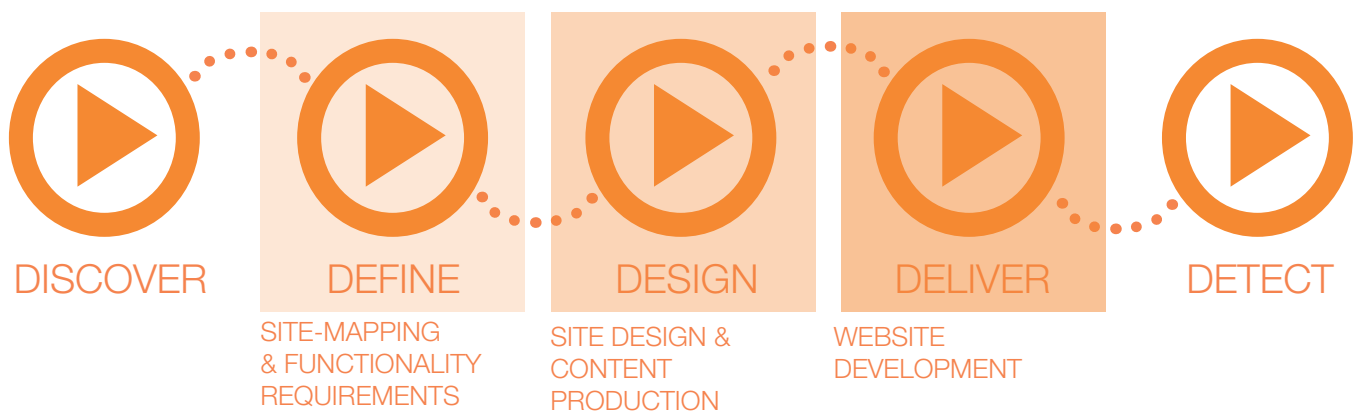 DISCOVER
DEFINE
DESIGN
DELIVER
DETECT
SITE-MAPPING
& FUNCTIONALITY
REQUIREMENTS
SITE DESIGN &
CONTENT
PRODUCTION
WEBSITE
DEVELOPMENT